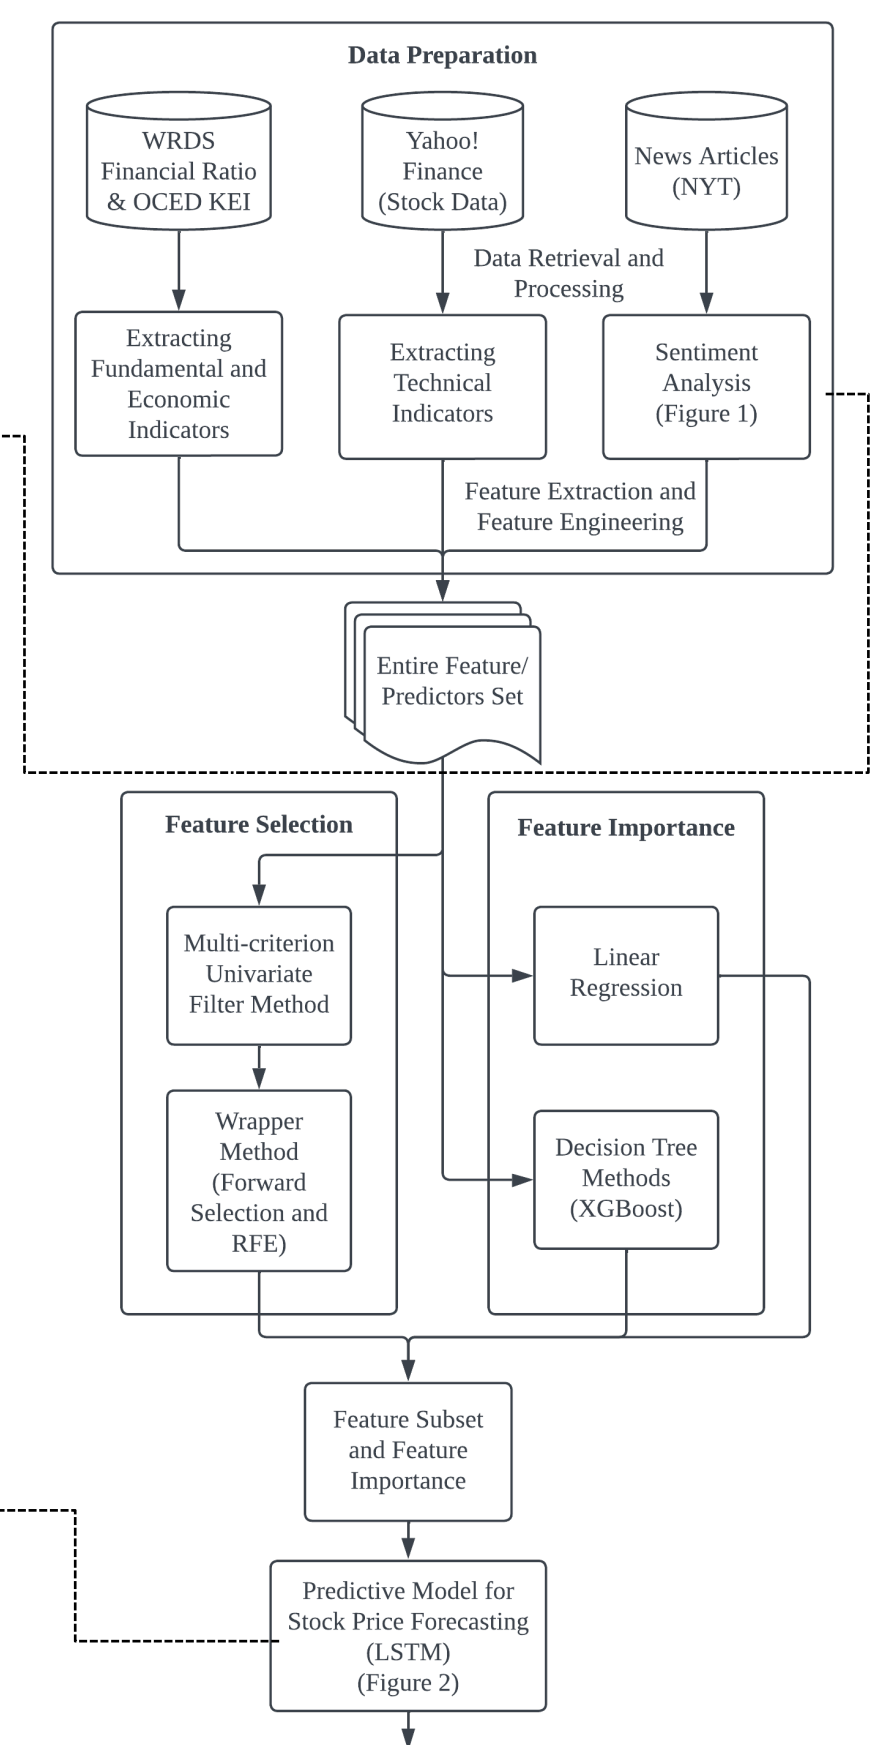 Data Preparation
WRDS
Financial Ratio
& OCED KEI
Yahoo!
Finance
(Stock Data)
News Articles
(NYT)
Data Retrieval and
Processing
Extracting
Fundamental and
Economic
Indicators
Extracting
Technical
Indicators
Sentiment
Analysis
(Figure 1)
Feature Extraction and
Feature Engineering
Entire Feature/
Predictors Set
Feature Selection
Multi-criterion
Univariate
Filter Method
Wrapper
Method
(Forward
Selection and
RFE)
Feature Importance
Linear
Regression
Decision Tree
Methods
(XGBoost)
Feature Subset
and Feature
Importance
Predictive Model for
Stock Price Forecasting
(LSTM)
(Figure 2)